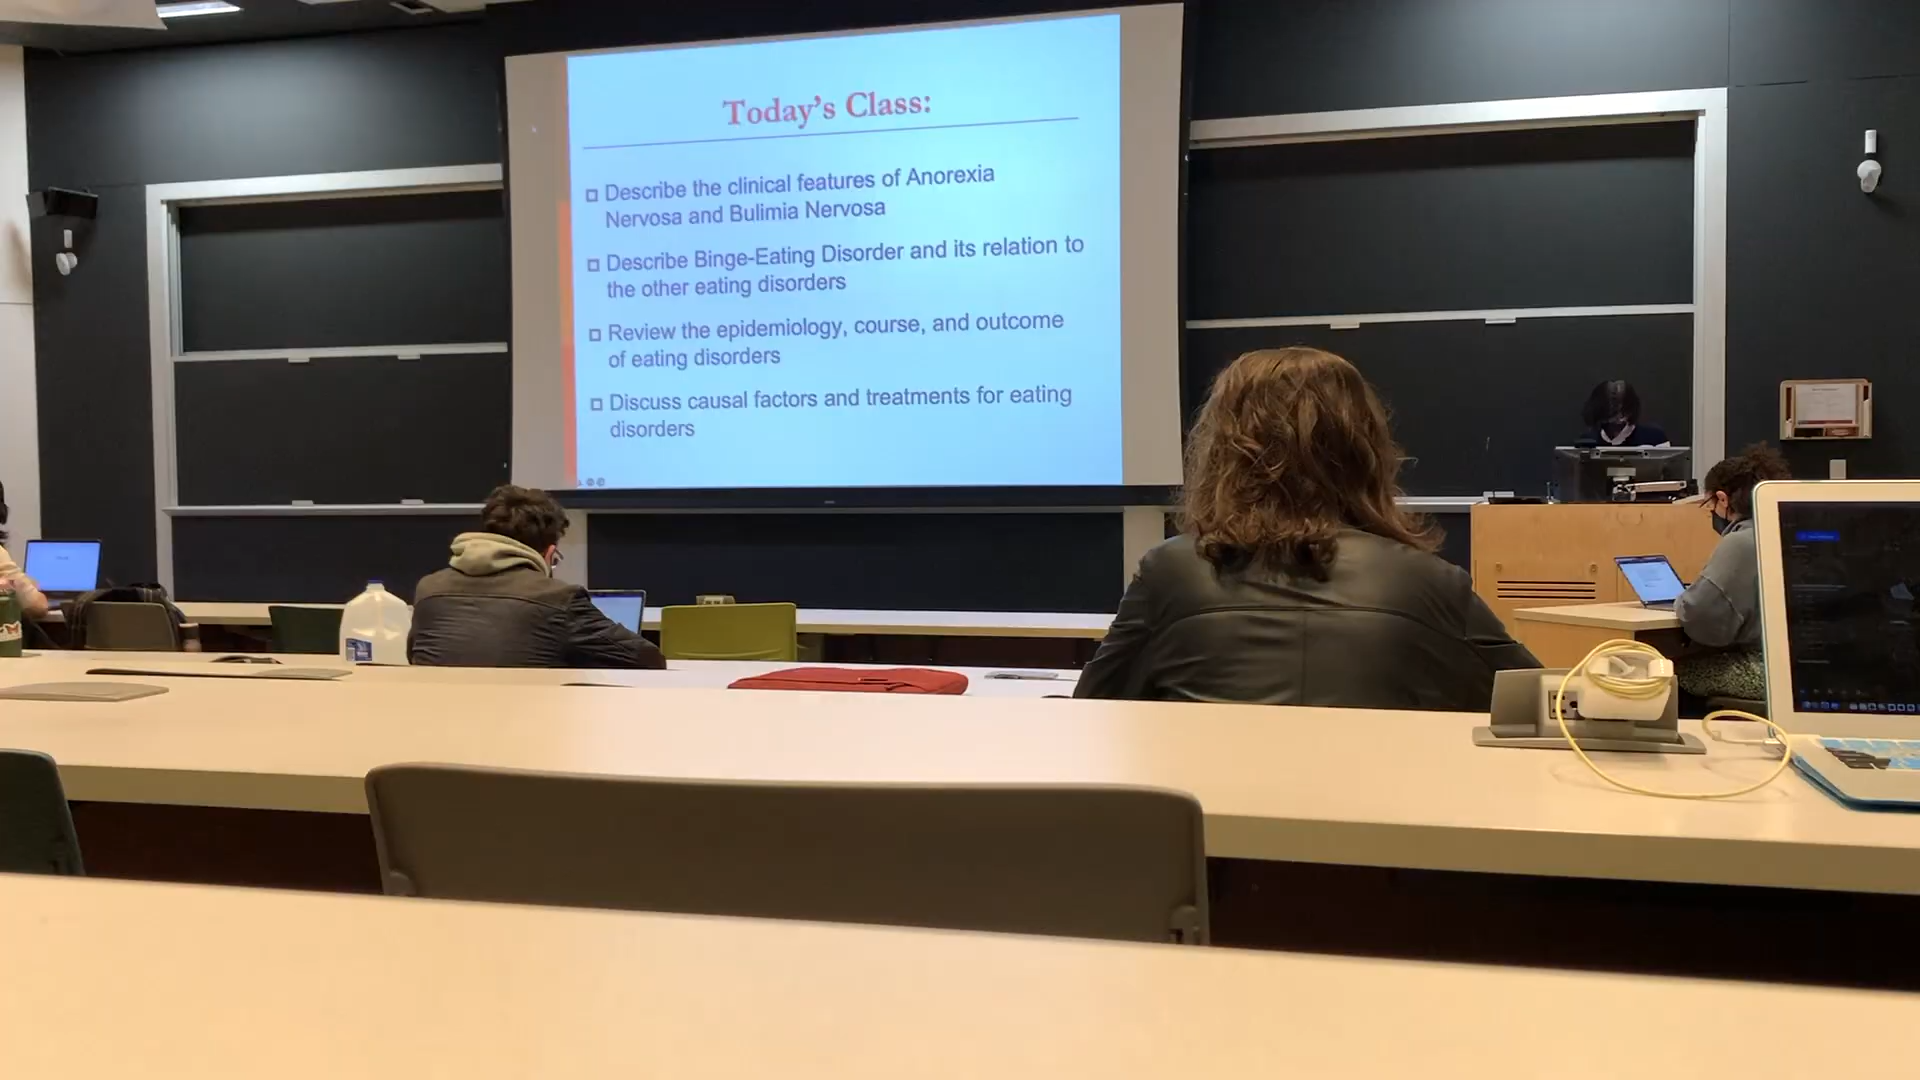 Today's Class:
Describe the clinical features of Anorexia
Nervosa and Bulimia Nervosa
Describe Binge-Eating Disorder and its relation to
the other eating disorders
Review the epidemiology, course, and outcome
of eating disorders
Discuss causal factors and treatments for eating
disorders